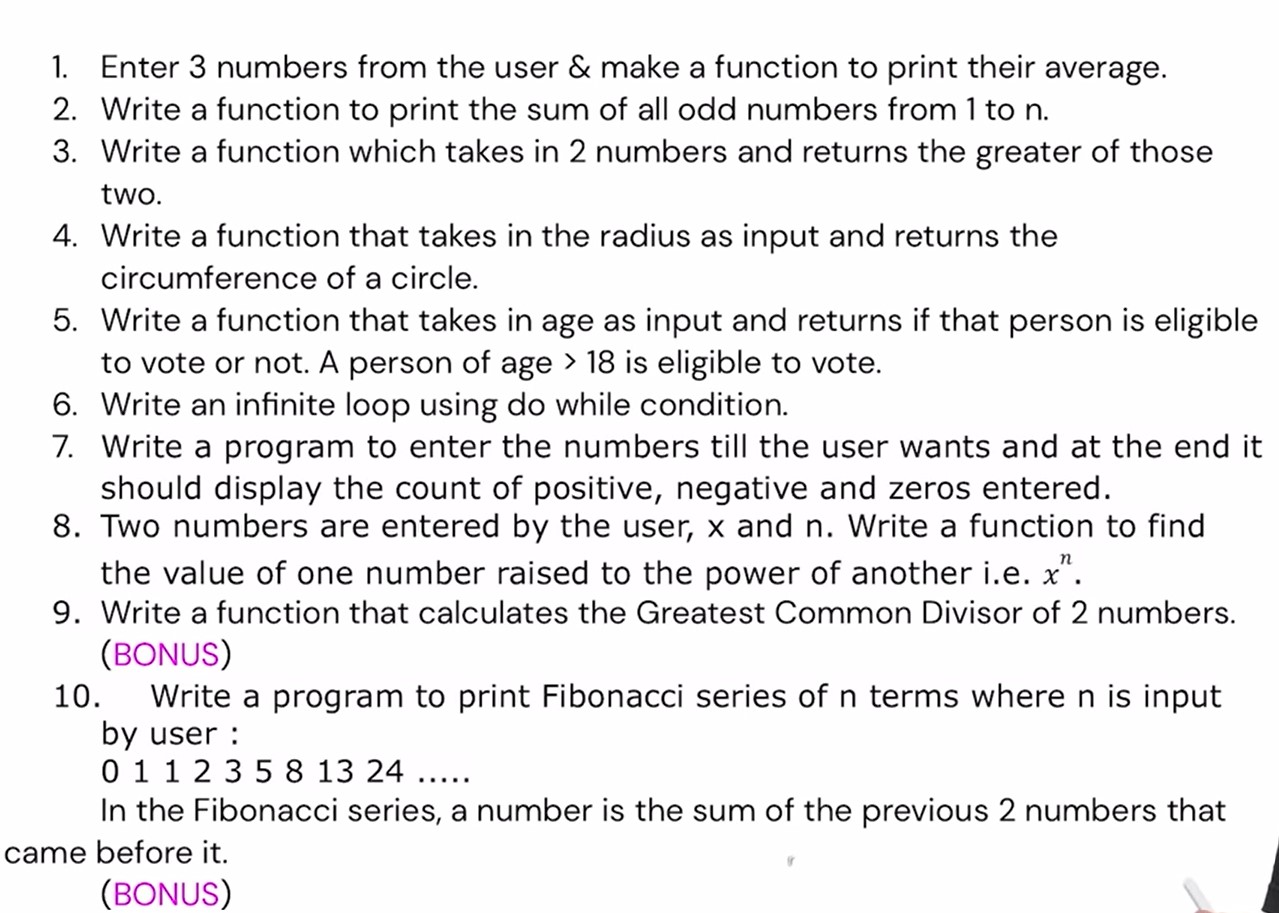 1. Enter 3 numbers from the user & make a function to print their average.
2. Write a function to print the sum of all odd numbers from 1 to n.
3. Write a function which takes in 2 numbers and returns the greater of those
two.
4. Write a function that takes in the radius as input and returns the
circumference of a circle.
5. Write a function that takes in age as input and returns if that person is eligible
to vote or not. A person of age > 18 is eligible to vote.
6. Write an infinite loop using do while condition.
7. Write a program to enter the numbers till the user wants and at the end it
should display the count of positive, negative and zeros entered.
8. Two numbers are entered by the user, x and n. Write a function to find
the value of one number raised to the power of another i.e. xⁿ.
9. Write a function that calculates the Greatest Common Divisor of 2 numbers.
(BONUS)
10. Write a program to print Fibonacci series of n terms where n is input
by user :
0 1 1 2 3 5 8 13 24 .....
In the Fibonacci series, a number is the sum of the previous 2 numbers that
came before it.
(BONUS)